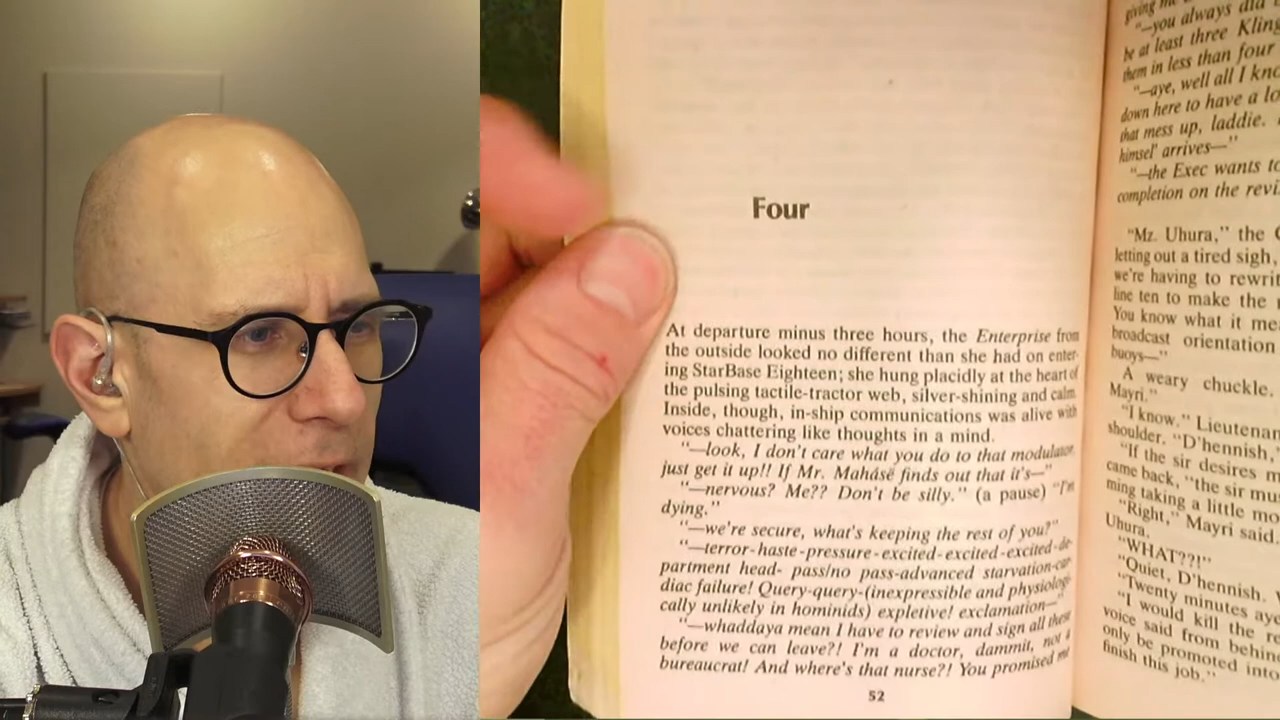 Four
At departure minus three hours, the Enterprise from
the outside looked no different than she had on enter-
ing StarBase Eighteen; she hung placidly at the heart of
the pulsing tactile-tractor web, silver-shining and calm.
Inside, though, in-ship communications was alive with
voices chattering like thoughts in a mind.
"—look, I don't care what you do to that modulator,
just get it up!! If Mr. Mahásë finds out that it's—"
"—nervous? Me?? Don't be silly." (a pause) "I'm
dying."
"—we're secure, what's keeping the rest of you?"
"—terror-haste-pressure-excited-excited-excited-de-
partment head- pass/no pass-advanced starvation-car-
diac failure! Query-query-(inexpressible and physiologi-
cally unlikely in hominids) expletive! exclamation—"
"—whaddaya mean I have to review and sign all these
before we can leave?! I'm a doctor, dammit, not a
bureaucrat! And where's that nurse?! You promised me
52
giving me
"—you always did
be at least three Kling
them in less than four
"—aye, well all I kno
down here to have a lo
that mess up, laddie.
himsel' arrives—"
"—the Exec wants to
completion on the revi
"Mz. Uhura," the
letting out a tired sigh,
we're having to rewri
line ten to make the
You know what it me
broadcast orientation
buoys—"
A weary chuckle.
Mayri."
"I know." Lieutenan
shoulder. "D'hennish,"
"If the sir desires m
came back, "the sir mu
ming taking a little mo
"Right," Mayri said.
Uhura.
"WHAT??!"
"Quiet, D'hennish.
"Twenty minutes aye
"I would kill the ro
voice said from behin
only be promoted into
finish this job."